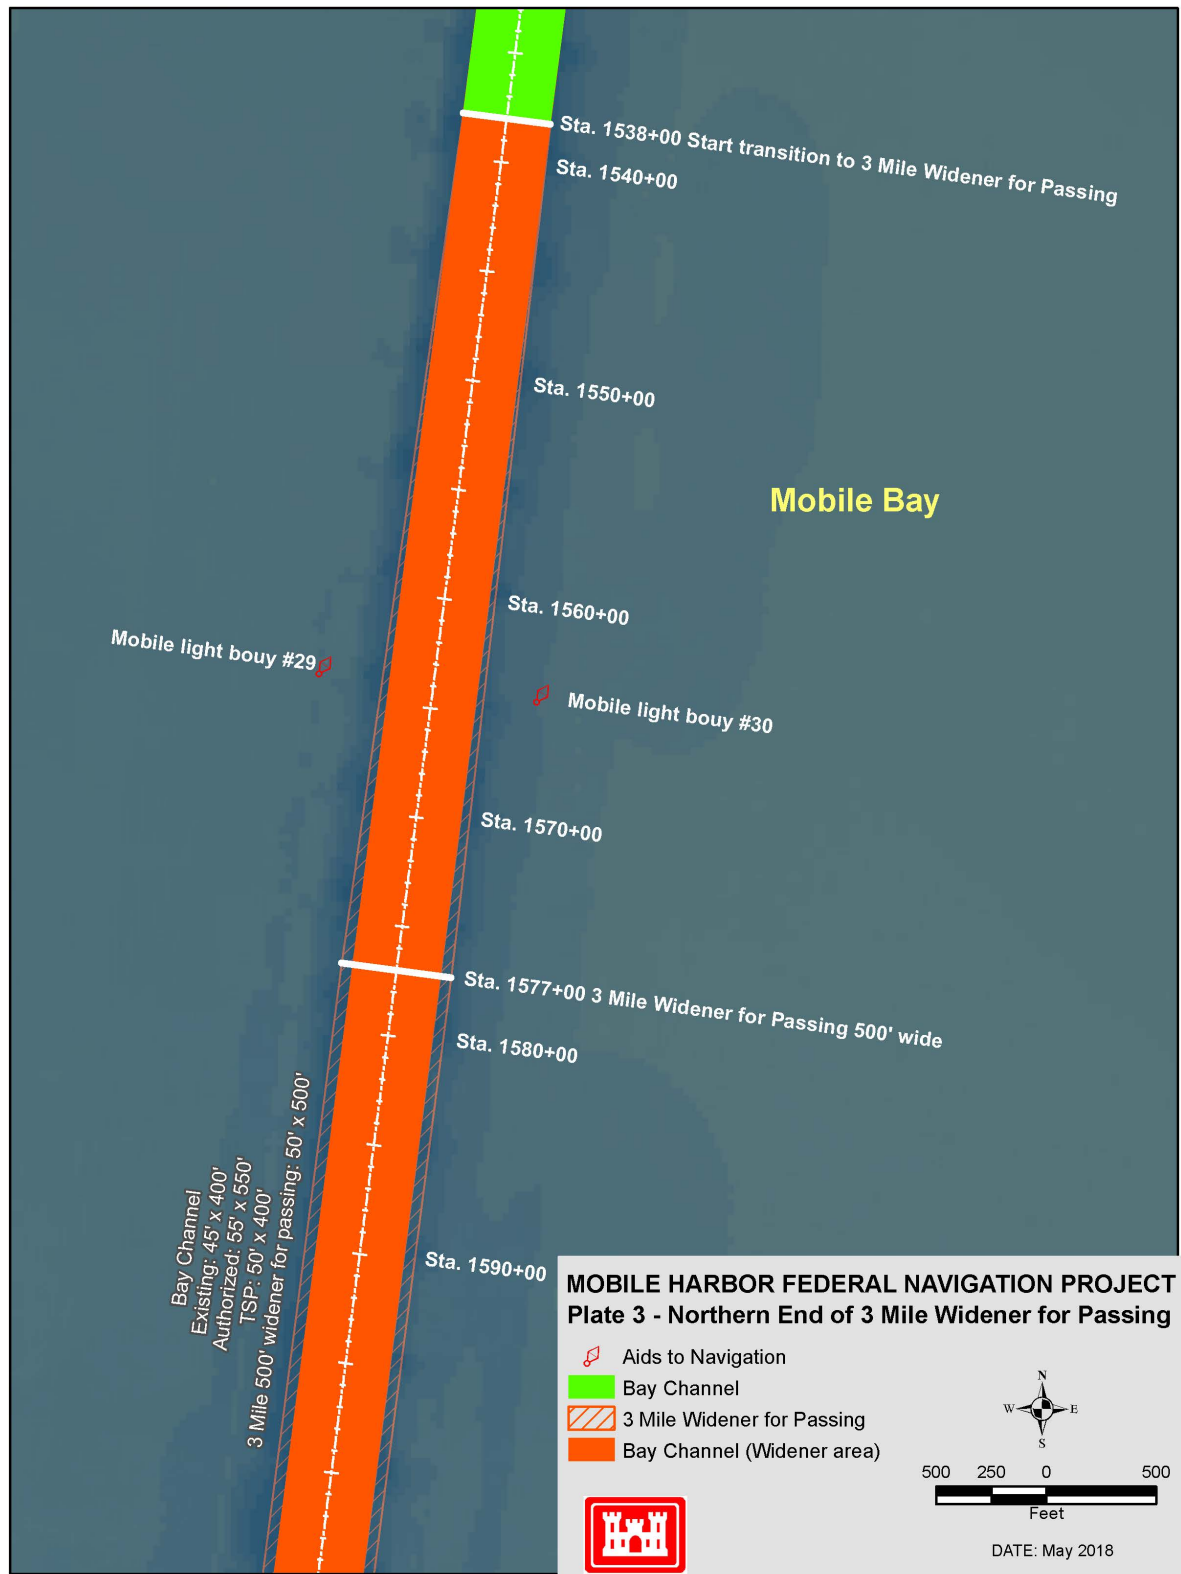 Sta. 1538+00 Start transition to 3 Mile Widener for Passing
Sta. 1540+00
Sta. 1550+00
Mobile Bay
Sta. 1560+00
Mobile light bouy #29
Mobile light bouy #30
Sta. 1570+00
Sta. 1577+00 3 Mile Widener for Passing 500' wide
Sta. 1580+00
Bay Channel
Existing: 45' x 400'
Authorized: 55' x 550'
TSP: 50' x 400'
3 Mile 500' widener for passing: 50' x 500'
Sta. 1590+00
MOBILE HARBOR FEDERAL NAVIGATION PROJECT
Plate 3 - Northern End of 3 Mile Widener for Passing
Aids to Navigation
Bay Channel
3 Mile Widener for Passing
Bay Channel (Widener area)
N
W E
S
500 250 0 500
Feet
DATE: May 2018